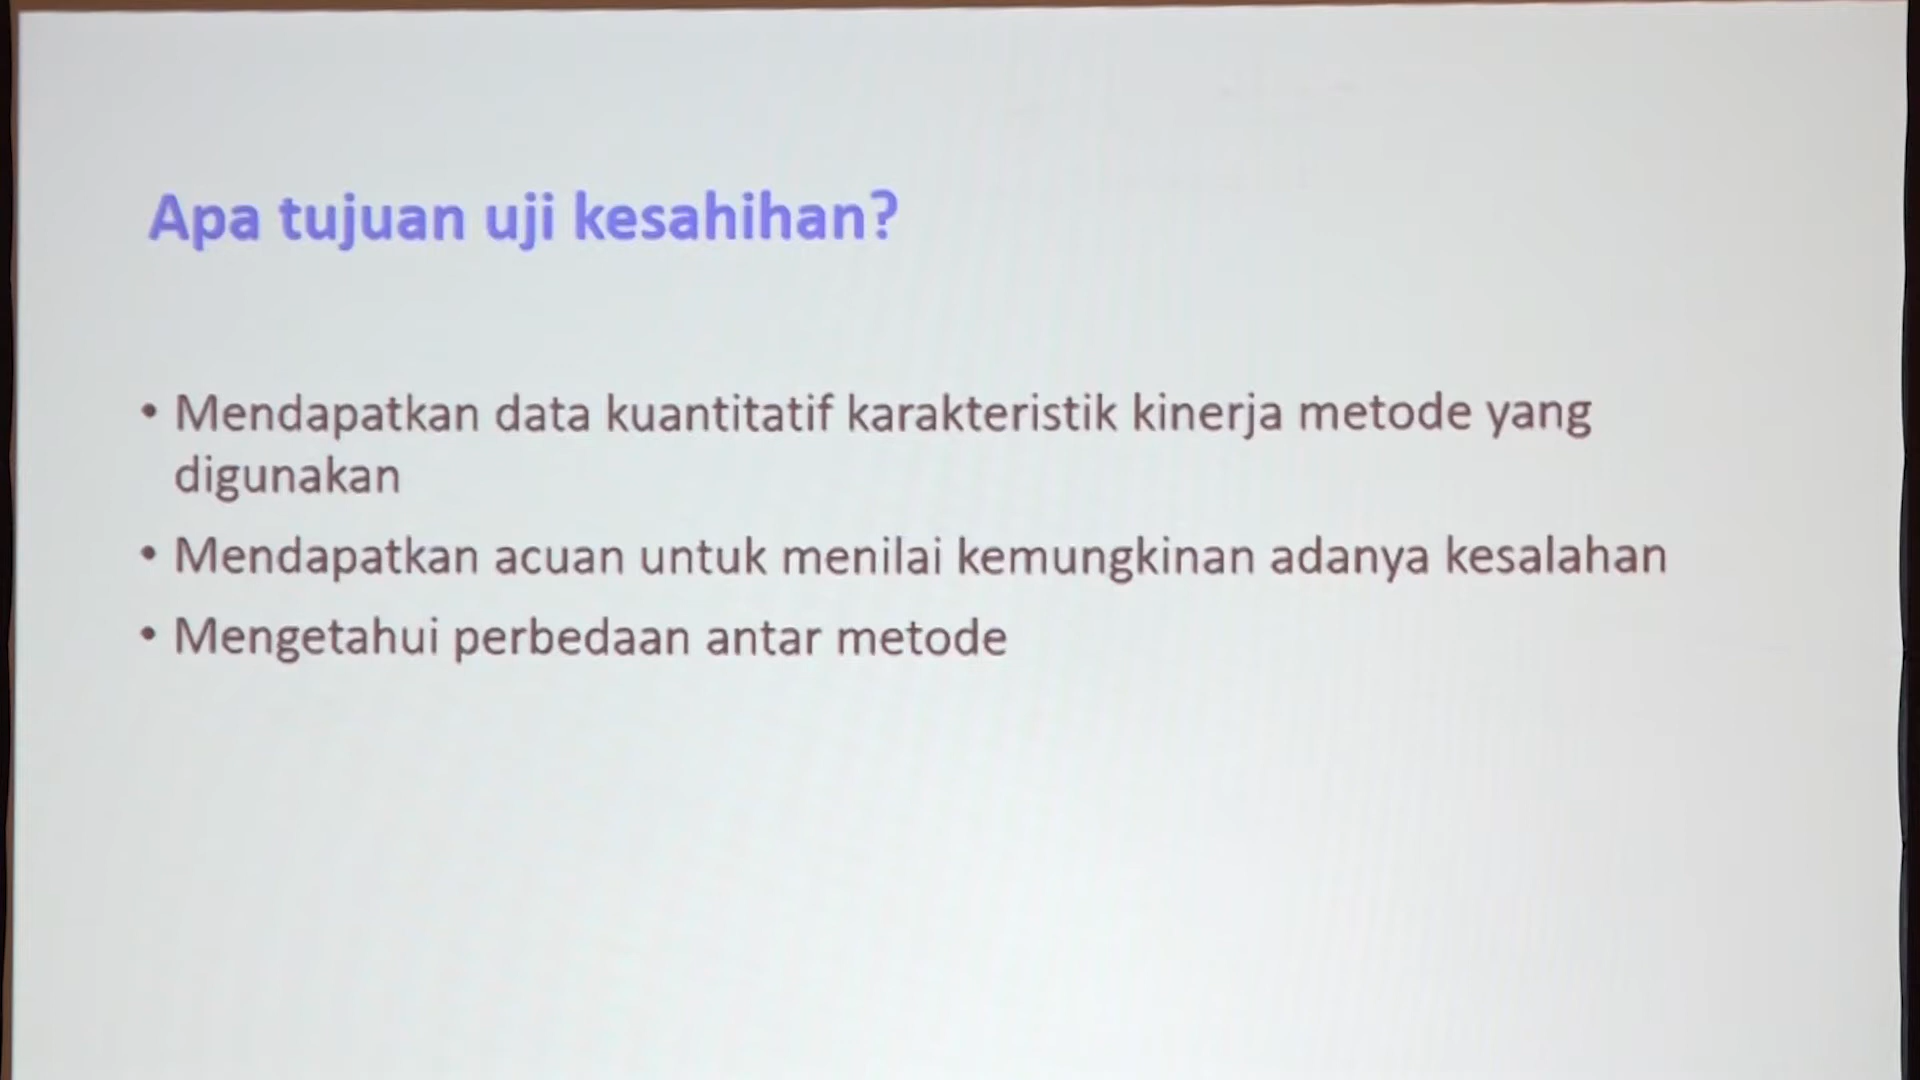 Apa tujuan uji kesahihan?
• Mendapatkan data kuantitatif karakteristik kinerja metode yang
digunakan
• Mendapatkan acuan untuk menilai kemungkinan adanya kesalahan
• Mengetahui perbedaan antar metode